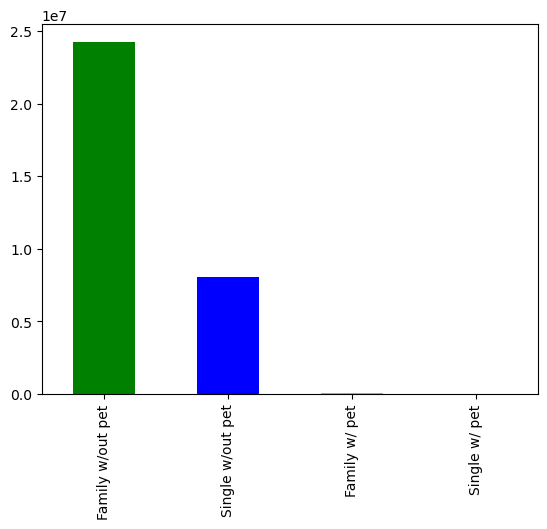 1e7
2.5
2.0
1.5
1.0
0.5
0.0
Family w/out pet
Single w/out pet
Family w/ pet
Single w/ pet